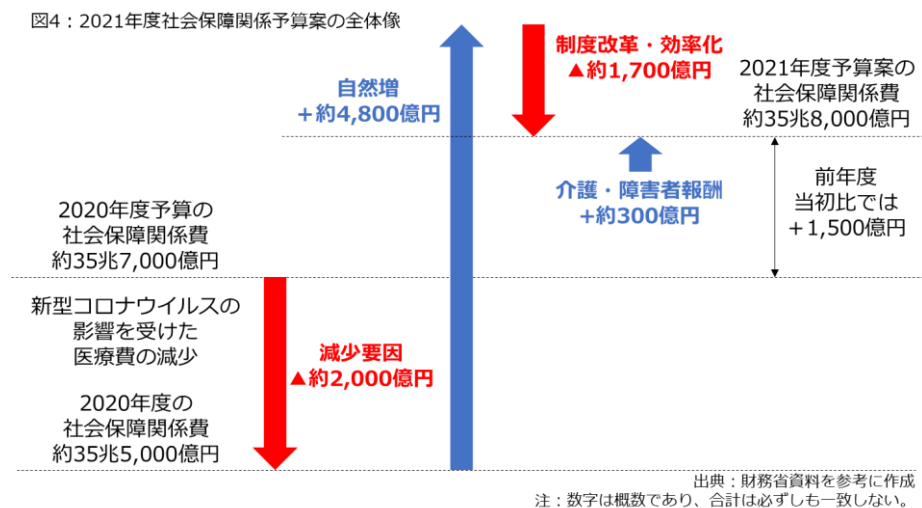 図4：2021年度社会保障関係予算案の全体像
制度改革・効率化
▲約1,700億円
自然増
＋約4,800億円
2021年度予算案の
社会保障関係費
約35兆8,000億円
介護・障害者報酬
+約300億円
前年度
当初比では
＋1,500億円
2020年度予算の
社会保障関係費
約35兆7,000億円
新型コロナウイルスの
影響を受けた
医療費の減少
減少要因
▲約2,000億円
2020年度の
社会保障関係費
約35兆5,000億円
出典：財務省資料を参考に作成
注：数字は概数であり、合計は必ずしも一致しない。